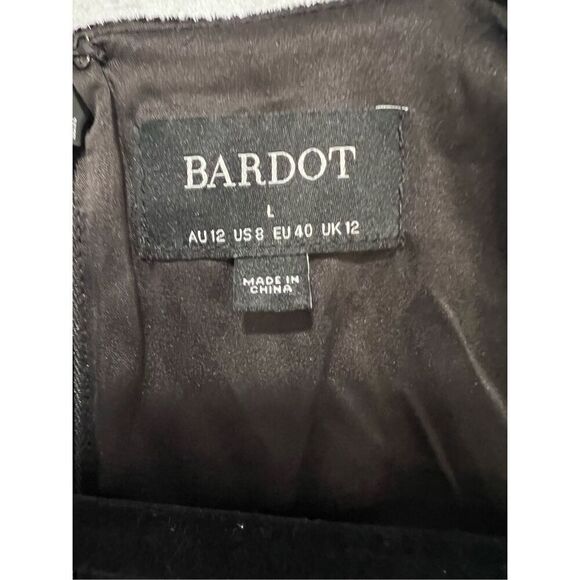 BARDOT
L
AU 12 US 8 EU 40 UK 12
MADE IN
CHINA